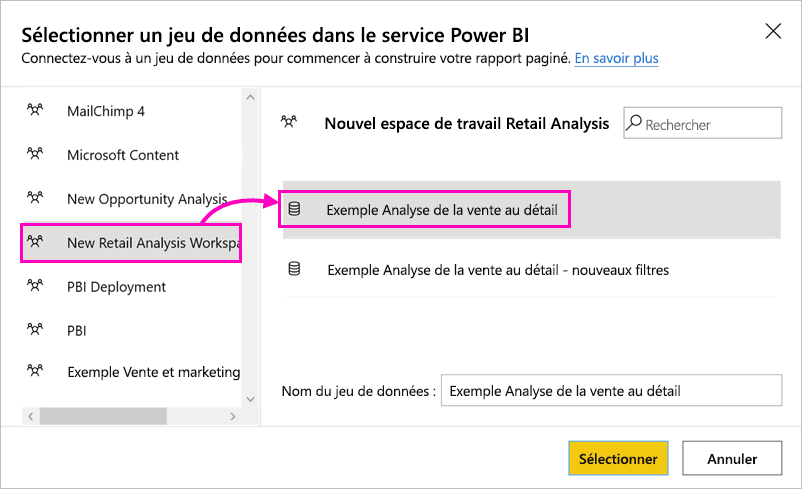 Sélectionner un jeu de données dans le service Power BI
Connectez-vous à un jeu de données pour commencer à construire votre rapport paginé. En savoir plus
MailChimp 4
Microsoft Content
New Opportunity Analysis
New Retail Analysis Workspa
PBI Deployment
PBI
Exemple Vente et marketing
Nouvel espace de travail Retail Analysis
Rechercher
Exemple Analyse de la vente au détail
Exemple Analyse de la vente au détail - nouveaux filtres
Nom du jeu de données :
Exemple Analyse de la vente au détail
Sélectionner
Annuler